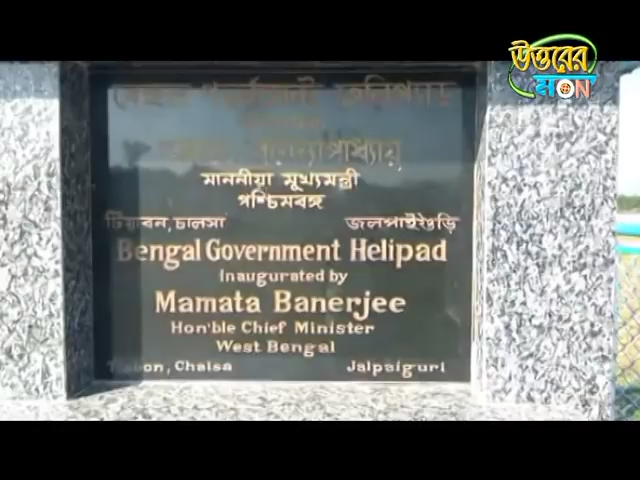 উত্তরের
মON
মাননীয়া মুখ্যমন্ত্রী
পশ্চিমবঙ্গ
টিয়াবন, চালসা জলপাইগুড়ি
Bengal Government Helipad
Inaugurated by
Mamata Banerjee
Hon'ble Chief Minister
West Bengal
Chalsa Jalpaiguri